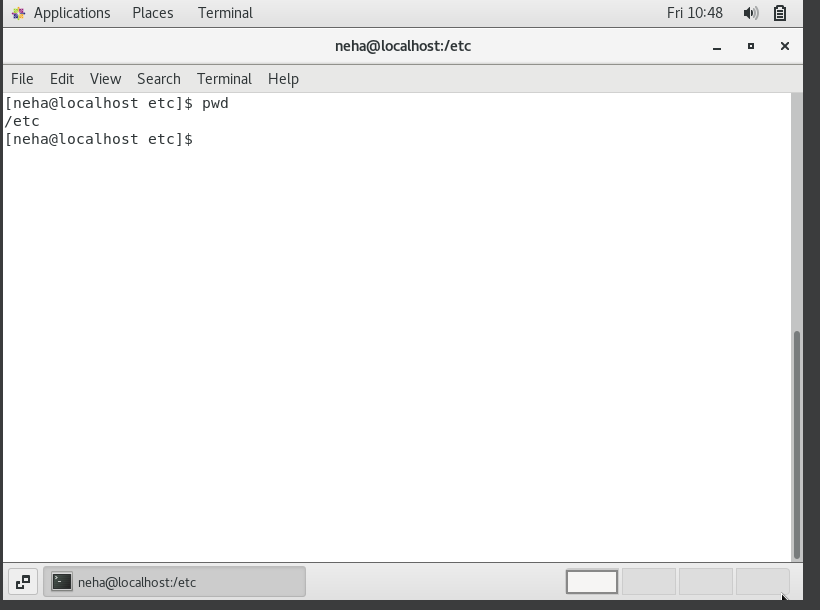 Applications Places Terminal Fri 10:48
neha@localhost:/etc
File Edit View Search Terminal Help
[neha@localhost etc]$ pwd
/etc
[neha@localhost etc]$
neha@localhost:/etc